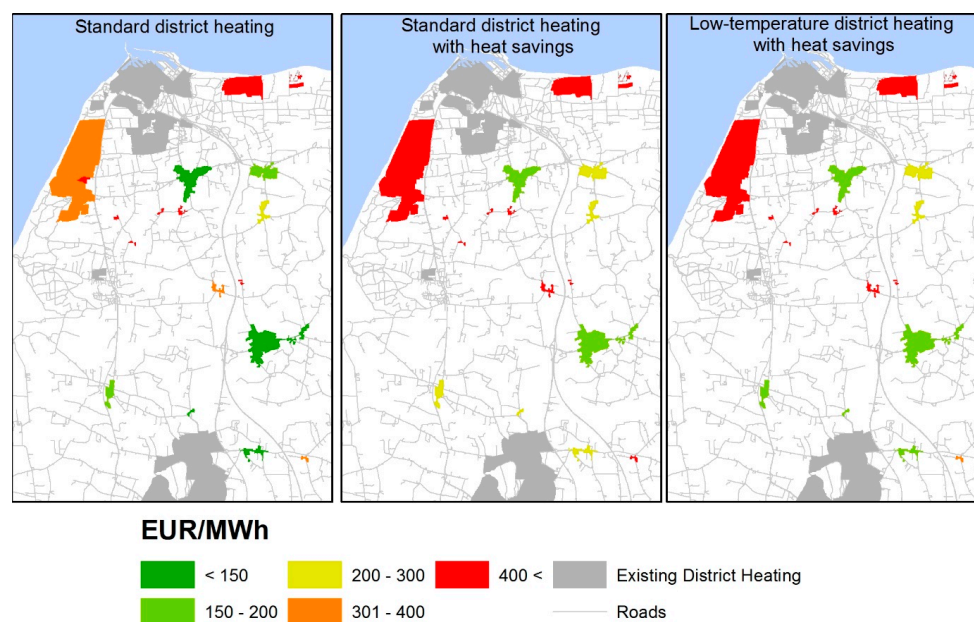 Standard district heating
Standard district heating
with heat savings
Low-temperature district heating
with heat savings
EUR/MWh
< 150
200 - 300
400 <
Existing District Heating
150 - 200
301 - 400
Roads